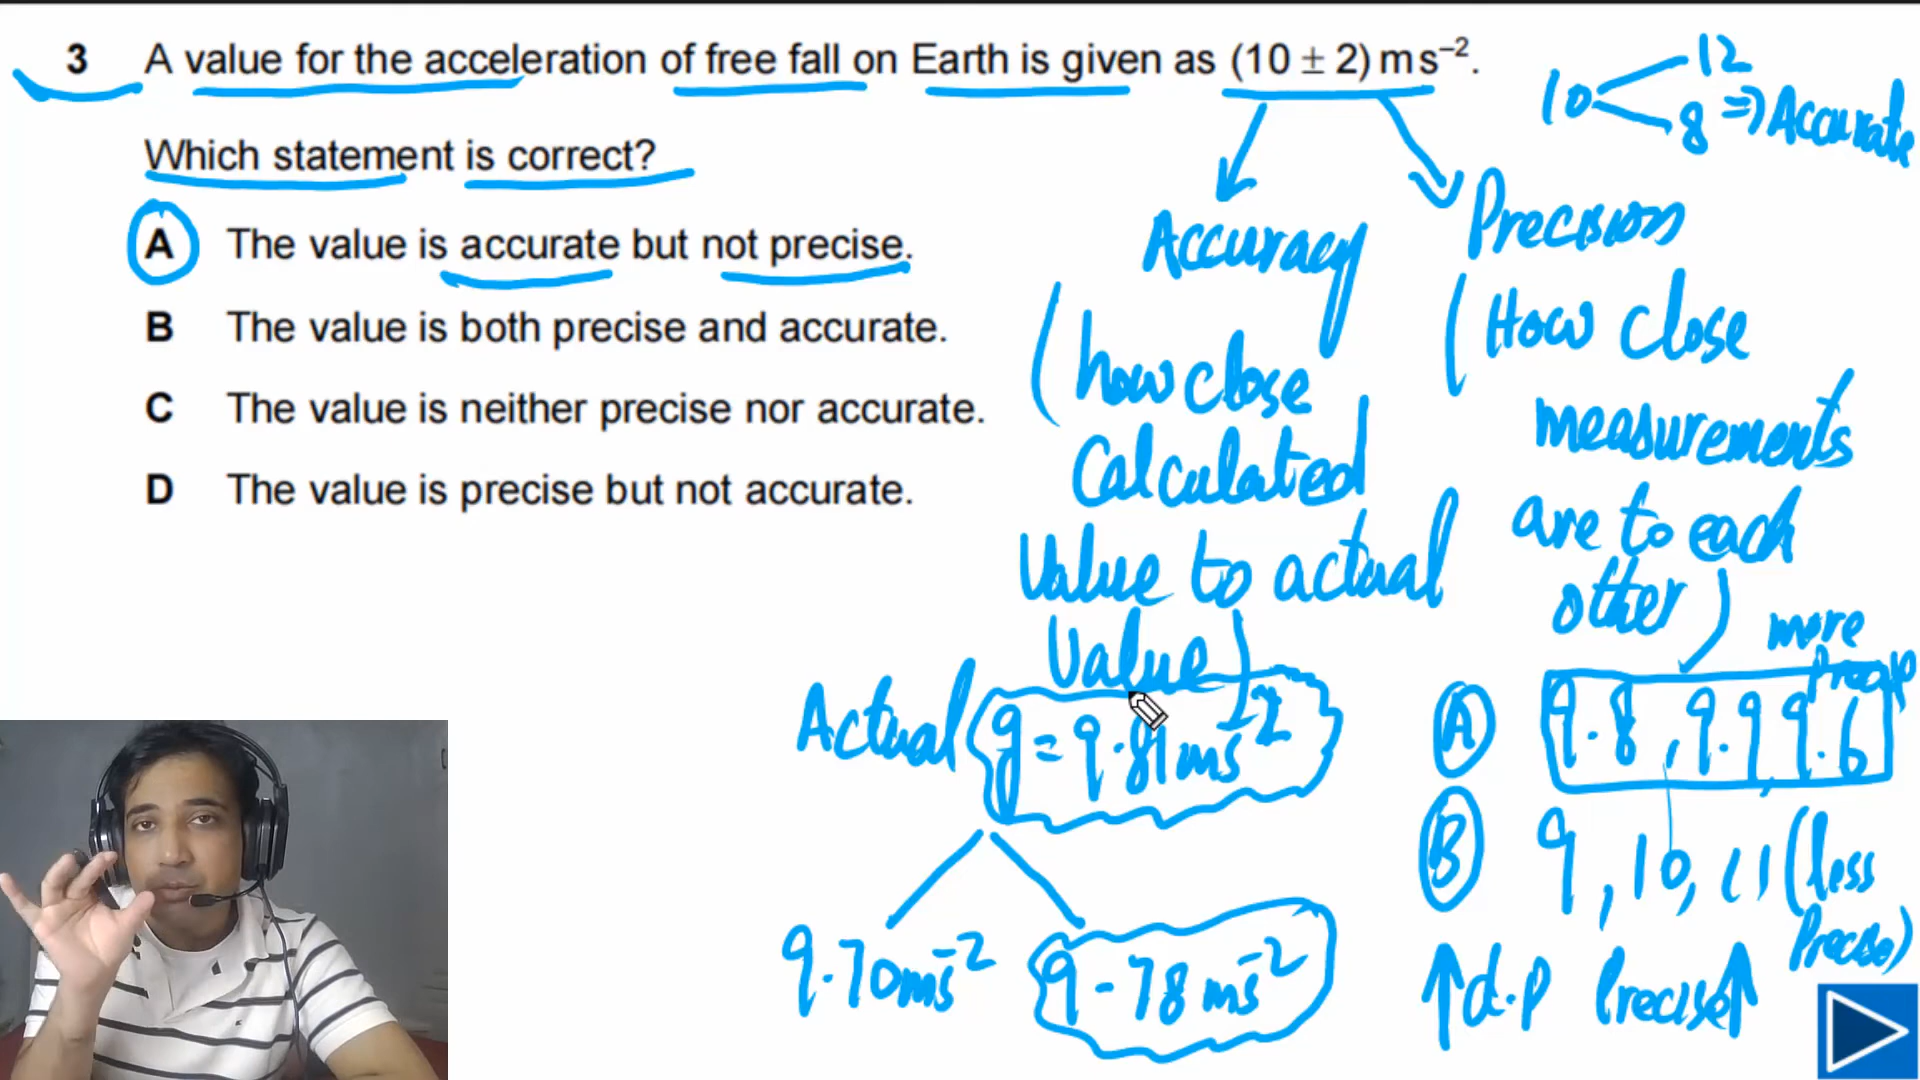 3 A value for the acceleration of free fall on Earth is given as (10 ± 2) m s⁻².
Which statement is correct?
A The value is accurate but not precise.
B The value is both precise and accurate.
C The value is neither precise nor accurate.
D The value is precise but not accurate.
10
12
8 => Accurate
Accuracy
(how close
Calculated
Value to actual
Value)
Actual g = 9.81 ms⁻²
9.70 ms⁻²
9-78 ms⁻²
Precision
(How close
measurements
are to each
other)
more
A 9.8, 9.9, 9.6
B 9, 10, 11 (less
Precise)
↑d.p Precise↑